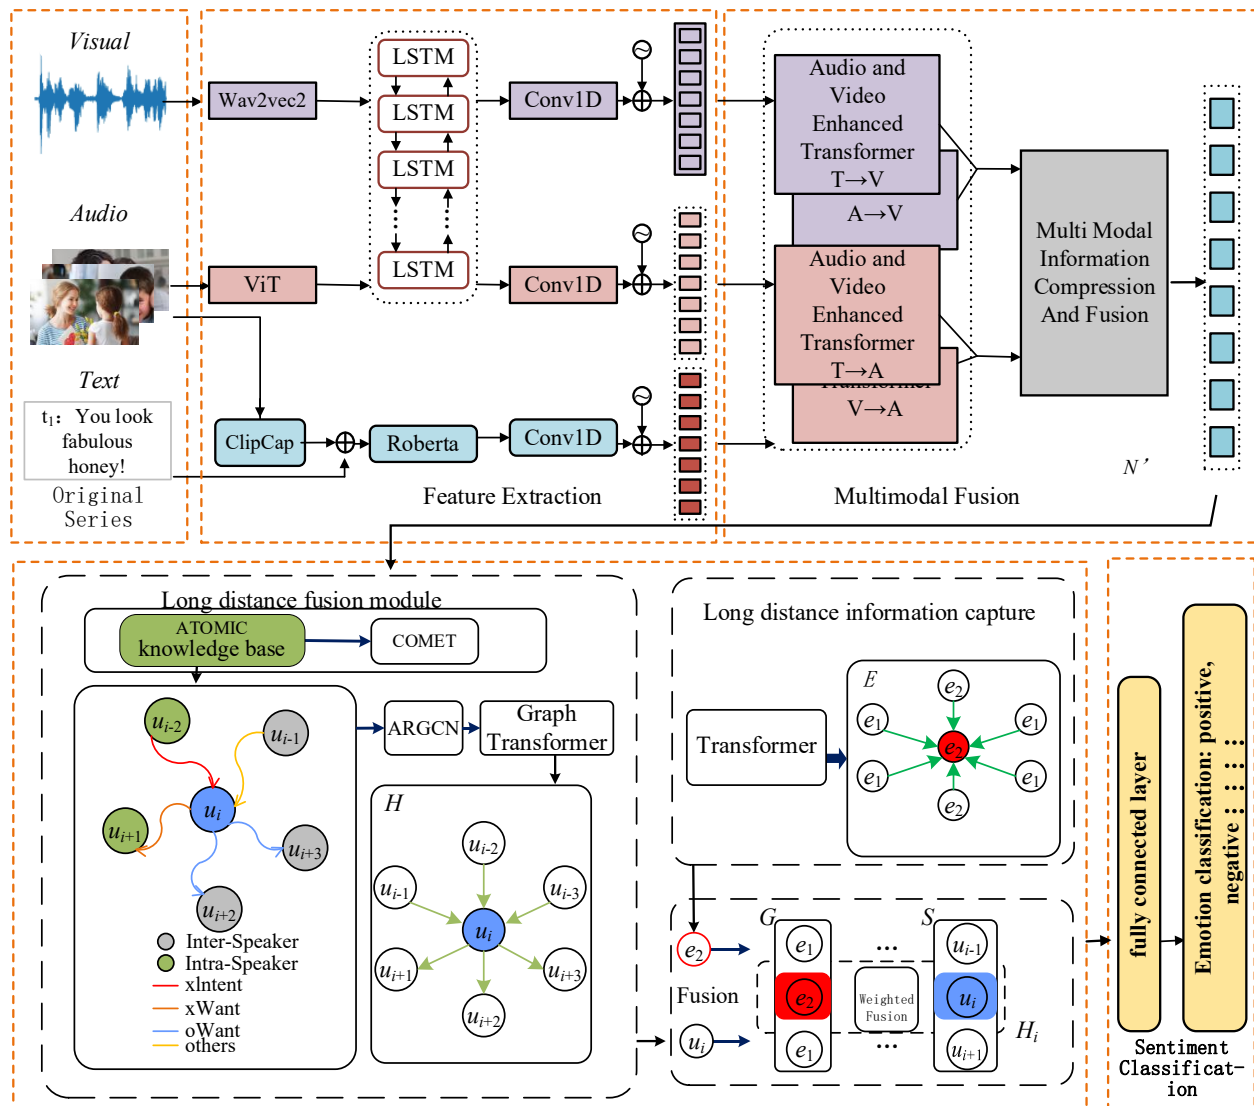 Visual
Wav2vec2
LSTM
LSTM
LSTM
LSTM
Conv1D
Audio and
Video
Enhanced
Transformer
T→V
A→V
Audio
ViT
Conv1D
Audio and
Video
Enhanced
Transformer
T→A
Transformer
V→A
Multi Modal
Information
Compression
And Fusion
N’
Text
t1: You look
fabulous
honey!
Original
Series
ClipCap
Roberta
Conv1D
Feature Extraction
Multimodal Fusion
Long distance fusion module
ATOMIC
knowledge base
COMET
ui-2
ui-1
ui
ui+1
ui+3
ui+2
Inter-Speaker
Intra-Speaker
xIntent
xWant
oWant
others
ARGCN
Graph
Transformer
H
ui-2
ui-1
ui-3
ui
ui+1
ui+3
ui+2
Long distance information capture
Transformer
E
e2
e1
e1
e2
e1
e1
e2
e2
Fusion
ui
G
e1
e2
e1
...
Weighted
Fusion
...
S
ui-1
ui
ui+1
Hi
fully connected layer
Emotion classification: positive,
negative
Sentiment
Classificat-
ion